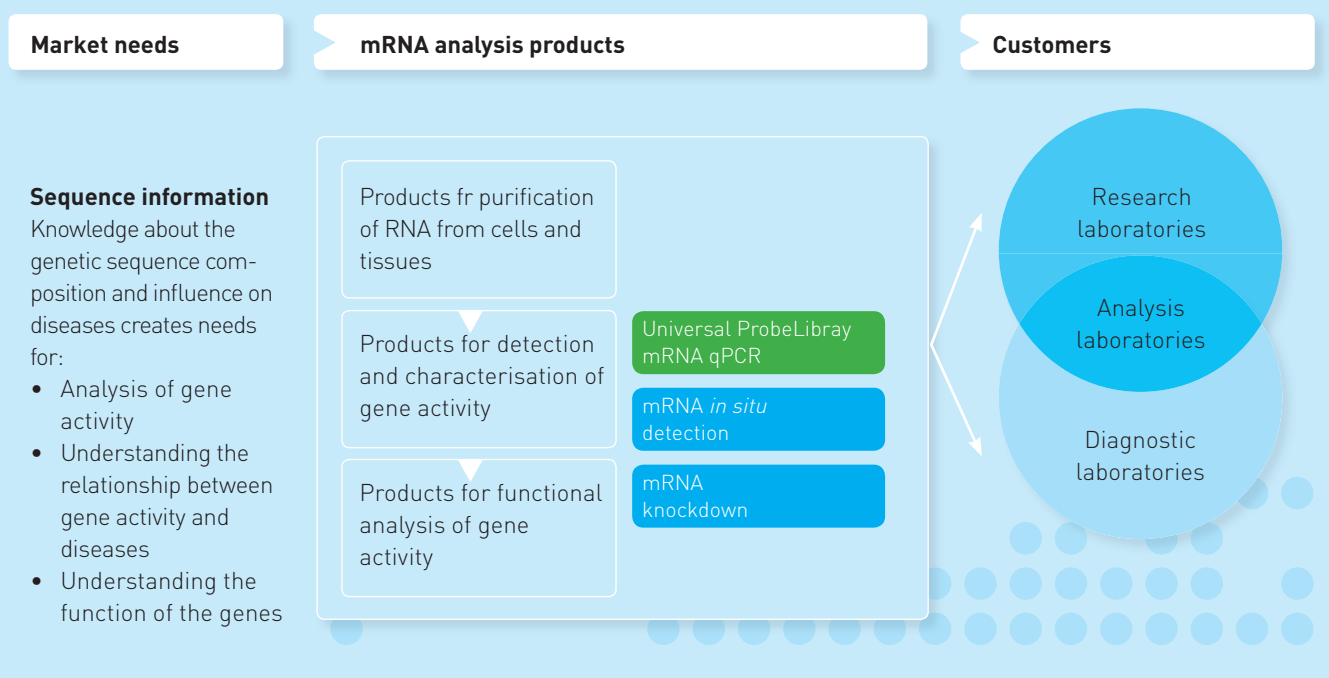 Market needs
mRNA analysis products
Customers
Sequence information
Knowledge about the
genetic sequence com-
position and influence on
diseases creates needs
for:
• Analysis of gene
activity
• Understanding the
relationship between
gene activity and
diseases
• Understanding the
function of the genes
Products fr purification
of RNA from cells and
tissues
Products for detection
and characterisation of
gene activity
Products for functional
analysis of gene
activity
Universal ProbeLibray
mRNA qPCR
mRNA in situ
detection
mRNA
knockdown
Research
laboratories
Analysis
laboratories
Diagnostic
laboratories